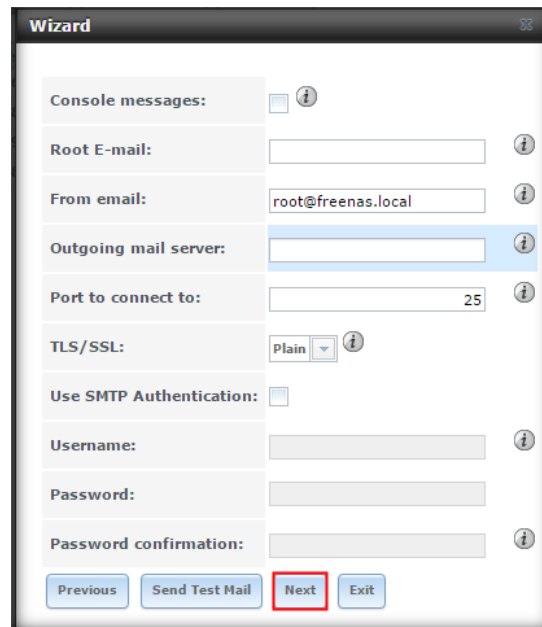 Wizard
Console messages:
Root E-mail:
From email: root@freenas.local
Outgoing mail server:
Port to connect to: 25
TLS/SSL: Plain
Use SMTP Authentication:
Username:
Password:
Password confirmation:
Previous Send Test Mail Next Exit